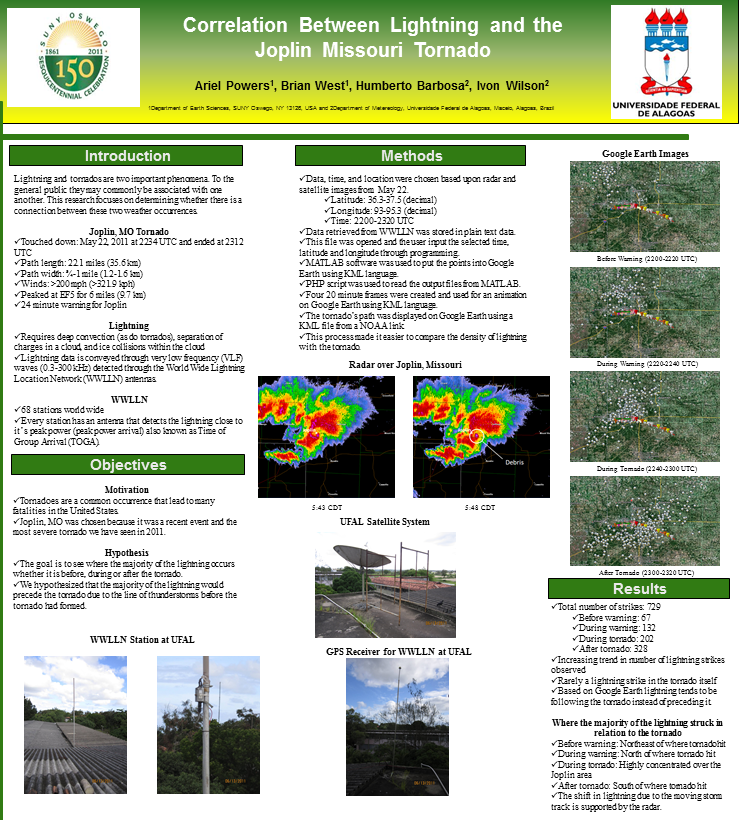 SUNY OSWEGO
1861 2011
150
SESQUICENTENNIAL CELEBRATION
Correlation Between Lightning and the
Joplin Missouri Tornado
Ariel Powers1, Brian West1, Humberto Barbosa2, Ivon Wilson2
1Department of Earth Sciences, SUNY Oswego, NY 13126, USA and 2Department of Meteorology, Universidade Federal de Alagoas, Maceio, Alagoas, Brazil
UNIVERSIDADE FEDERAL
DE ALAGOAS
Introduction
Lightning and tornados are two important phenomena. To the
general public they may commonly be associated with one
another. This research focuses on determining whether there is a
connection between these two weather occurrences.
Joplin, MO Tornado
✓Touched down: May 22, 2011 at 2234 UTC and ended at 2312
UTC
✓Path length: 22.1 miles (35.6 km)
✓Path width: ¾-1 mile (1.2-1.6 km)
✓Winds: >200 mph (>321.9 kph)
✓Peaked at EF5 for 6 miles (9.7 km)
✓24 minute warning for Joplin
Lightning
✓Requires deep convection (as do tornados), separation of
charges in a cloud, and ice collisions within the cloud
✓Lightning data is conveyed through very low frequency (VLF)
waves (0.3-300 kHz) detected through the World Wide Lightning
Location Network (WWLLN) antennas.
WWLLN
✓68 stations world wide
✓Every station has an antenna that detects the lightning close to
it's peak power (peak power arrival) also known as Time of
Group Arrival (TOGA).
Objectives
Motivation
✓Tornadoes are a common occurrence that lead to many
fatalities in the United States.
✓Joplin, MO was chosen because it was a recent event and the
most severe tornado we have seen in 2011.
Hypothesis
✓The goal is to see where the majority of the lightning occurs
whether it is before, during or after the tornado.
✓We hypothesized that the majority of the lightning would
precede the tornado due to the line of thunderstorms before the
tornado had formed.
WWLLN Station at UFAL
Methods
✓Data, time, and location were chosen based upon radar and
satellite images from May 22.
✓Latitude: 36.3-37.5 (decimal)
✓Longitude: 93-95.3 (decimal)
✓Time: 2200-2320 UTC
✓Data retrieved from WWLLN was stored in plain text data.
✓This file was opened and the user input the selected time,
latitude and longitude through programming.
✓MATLAB software was used to put the points into Google
Earth using KML language.
✓PHP script was used to read the output files from MATLAB.
✓Four 20 minute frames were created and used for an animation
on Google Earth using KML language.
✓The tornado's path was displayed on Google Earth using a
KML file from a NOAA link
✓This process made it easier to compare the density of lightning
with the tornado.
Radar over Joplin, Missouri
Debris
5:43 CDT
5:48 CDT
UFAL Satellite System
GPS Receiver for WWLLN at UFAL
Google Earth Images
Before Warning (2200-2220 UTC)
During Warning (2220-2240 UTC)
During Tornado (2240-2300 UTC)
After Tornado (2300-2320 UTC)
Results
✓Total number of strikes: 729
✓Before warning: 67
✓During warning: 132
✓During tornado: 202
✓After tornado: 328
✓Increasing trend in number of lightning strikes
observed
✓Rarely a lightning strike in the tornado itself
✓Based on Google Earth lightning tends to be
following the tornado instead of preceding it.
Where the majority of the lightning struck in
relation to the tornado
✓Before warning: Northeast of where tornado hit
✓During warning: North of where tornado hit
✓During tornado: Highly concentrated over the
Joplin area
✓After tornado: South of where tornado hit
✓The shift in lightning due to the moving storm
track is supported by the radar.